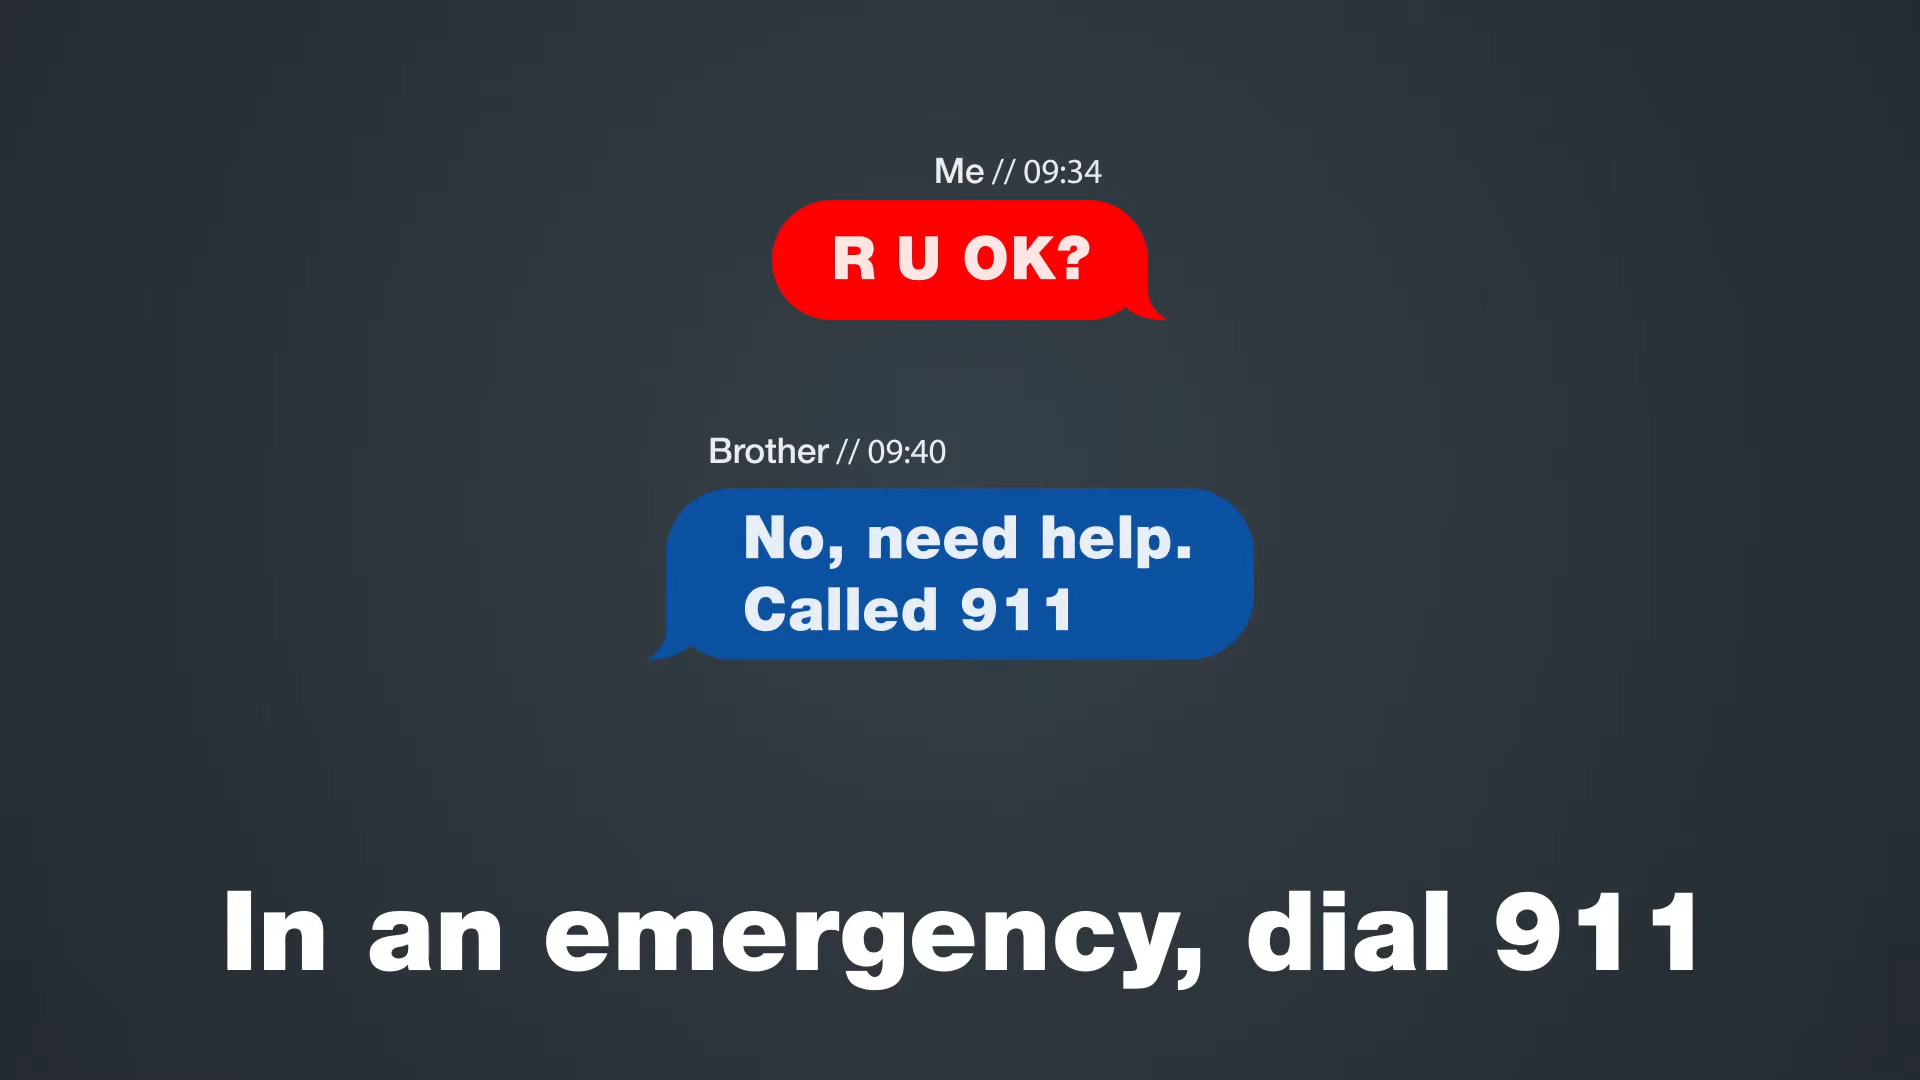 Me // 09:34
R U OK?
Brother // 09:40
No, need help.
Called 911
In an emergency, dial 911